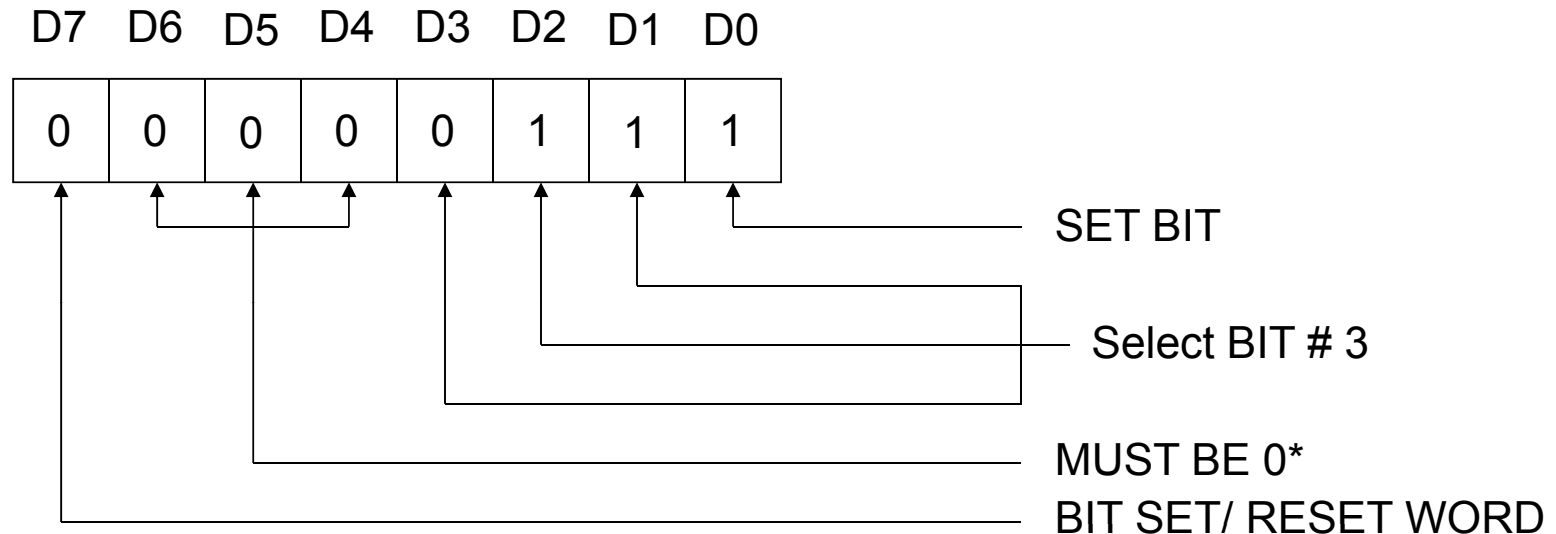 D7 D6 D5 D4 D3 D2 D1 D0
0 0 0 0 0 1 1 1
SET BIT
Select BIT # 3
MUST BE 0*
BIT SET/ RESET WORD